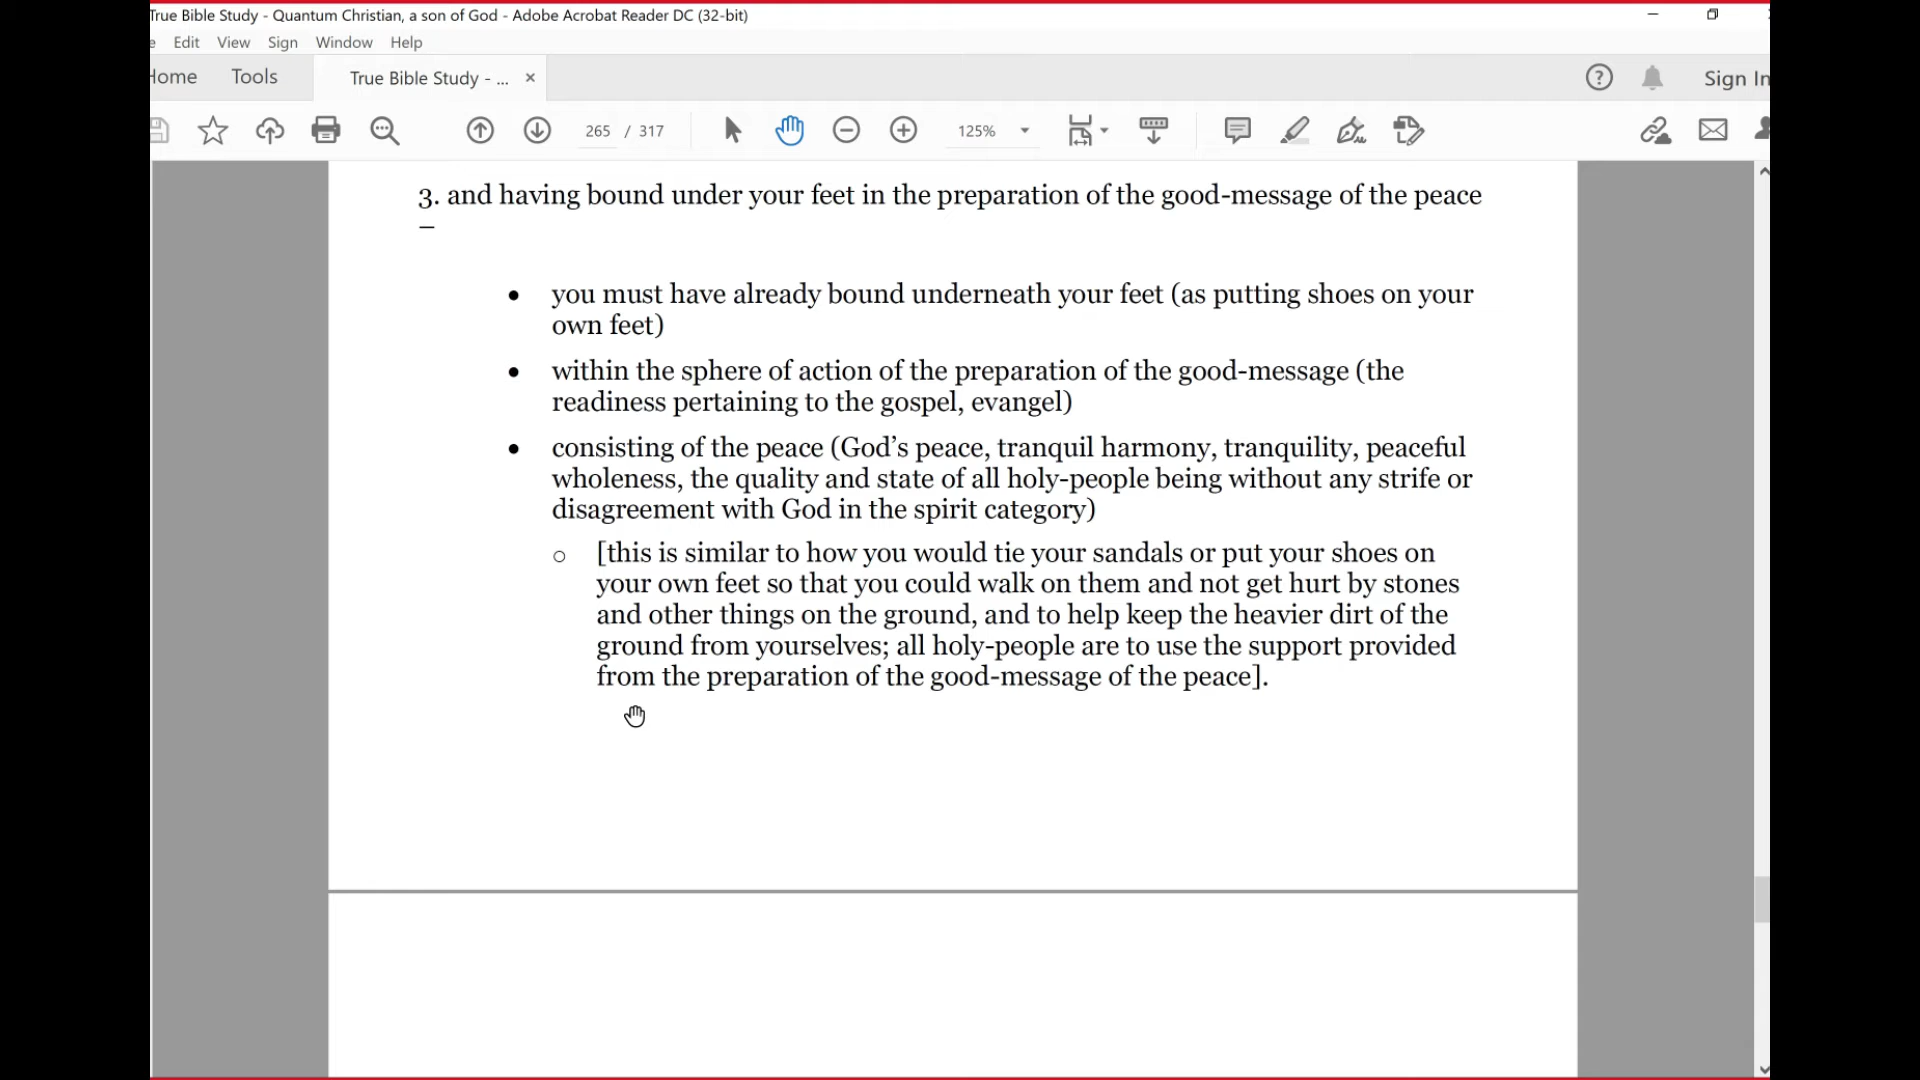 True Bible Study - Quantum Christian, a son of God - Adobe Acrobat Reader DC (32-bit)
e Edit View Sign Window Help
Home Tools True Bible Study - ... × Sign In
265 / 317 125%
3. and having bound under your feet in the preparation of the good-message of the peace
–
• you must have already bound underneath your feet (as putting shoes on your
own feet)
• within the sphere of action of the preparation of the good-message (the
readiness pertaining to the gospel, evangel)
• consisting of the peace (God’s peace, tranquil harmony, tranquility, peaceful
wholeness, the quality and state of all holy-people being without any strife or
disagreement with God in the spirit category)
○ [this is similar to how you would tie your sandals or put your shoes on
your own feet so that you could walk on them and not get hurt by stones
and other things on the ground, and to help keep the heavier dirt of the
ground from yourselves; all holy-people are to use the support provided
from the preparation of the good-message of the peace].